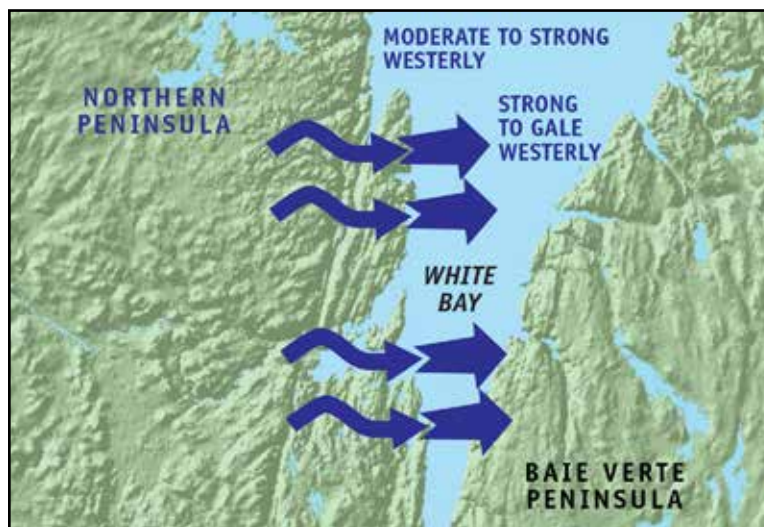 MODERATE TO STRONG
WESTERLY
NORTHERN
PENINSULA
STRONG
TO GALE
WESTERLY
WHITE
BAY
BAIE VERTE
PENINSULA